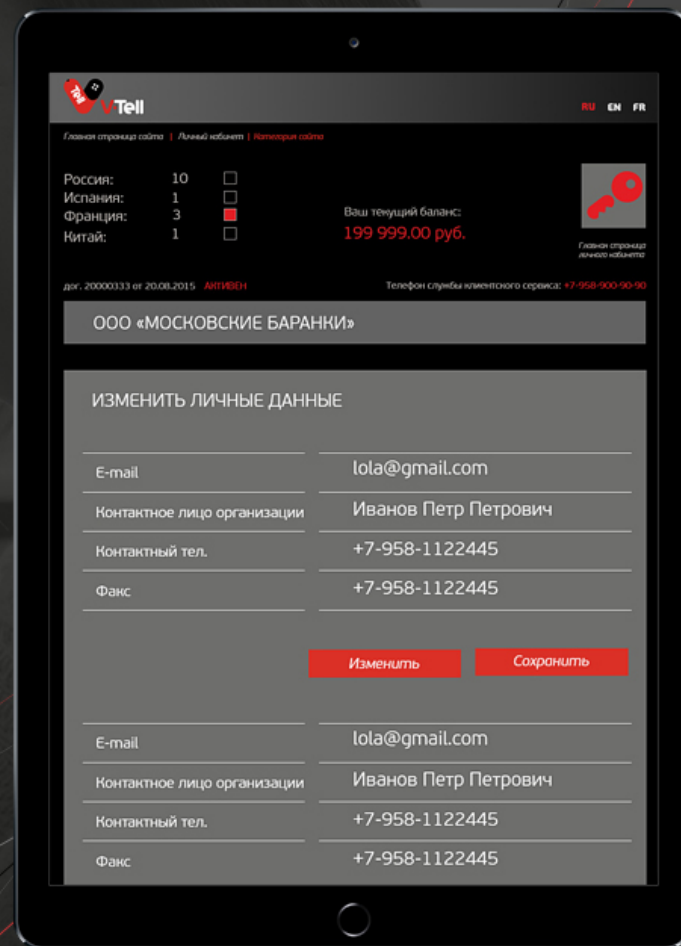 Tell
V-Tell
RU EN FR
Главная страница сайта | Личный кабинет | Категория сайта
Россия: 10
Испания: 1
Франция: 3
Китай: 1
Ваш текущий баланс:
199 999.00 руб.
Главная страница
личного кабинета
дог. 20000333 от 20.08.2015 АКТИВЕН
Телефон службы клиентского сервиса: +7-958-900-90-90
ООО «МОСКОВСКИЕ БАРАНКИ»
ИЗМЕНИТЬ ЛИЧНЫЕ ДАННЫЕ
E-mail lola@gmail.com
Контактное лицо организации Иванов Петр Петрович
Контактный тел. +7-958-1122445
Факс +7-958-1122445
Изменить Сохранить
E-mail lola@gmail.com
Контактное лицо организации Иванов Петр Петрович
Контактный тел. +7-958-1122445
Факс +7-958-1122445